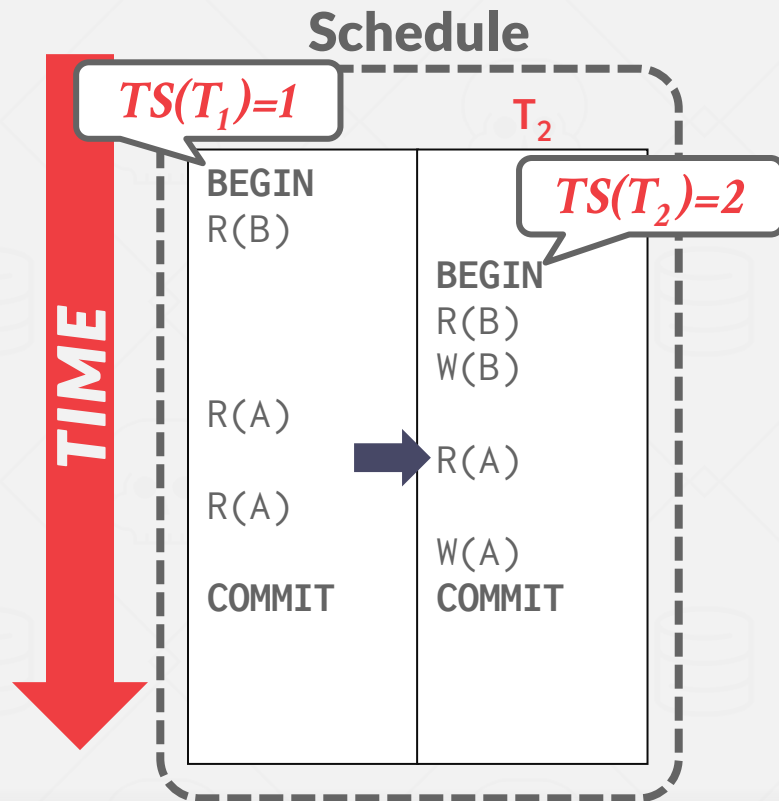 Schedule
TS(T₁)=1
T₂
BEGIN
TS(T₂)=2
R(B)
BEGIN
R(B)
W(B)
R(A)
R(A)
R(A)
W(A)
COMMIT COMMIT
TIME